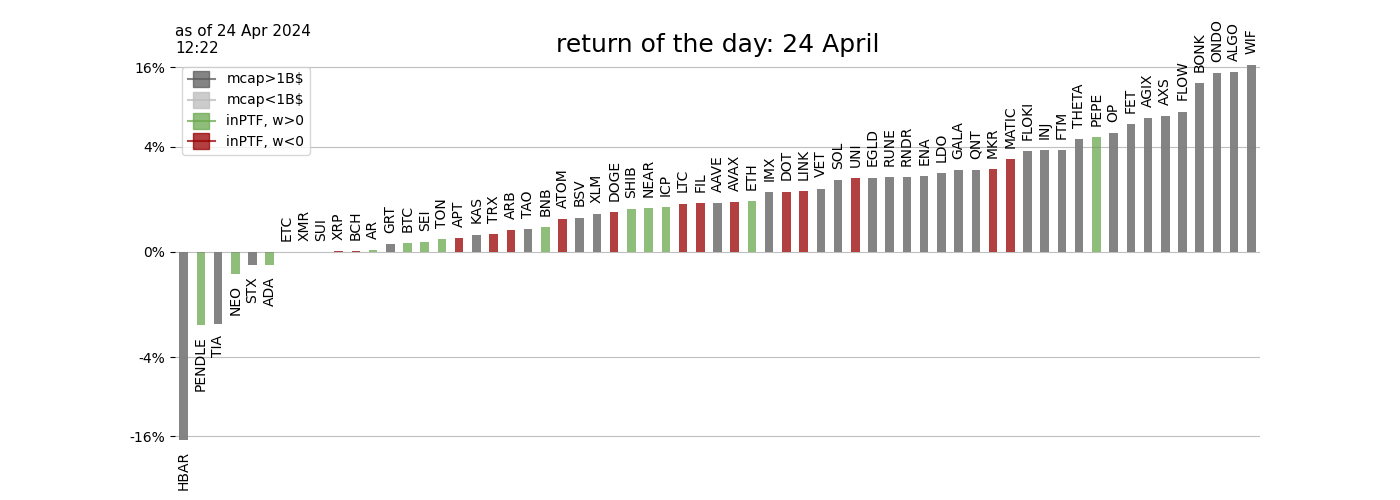 as of 24 Apr 2024
12:22
return of the day: 24 April
mcap>1B$
mcap<1B$
inPTF, w>0
inPTF, w<0
16%
4%
0%
-4%
-16%
HBAR
PENDLE
TIA
NEO
STX
ADA
ETC
XMR
SUI
XRP
BCH
AR
GRT
BTC
SEI
TON
APT
KAS
TRX
ARB
TAO
BNB
ATOM
BSV
XLM
DOGE
SHIB
NEAR
ICP
LTC
FIL
AAVE
AVAX
ETH
IMX
DOT
LINK
VET
SOL
UNI
EGLD
RUNE
RNDR
ENA
LDO
GALA
QNT
MKR
MATIC
FLOKI
INJ
FTM
THETA
PEPE
OP
FET
AGIX
AXS
FLOW
BONK
ONDO
ALGO
WIF